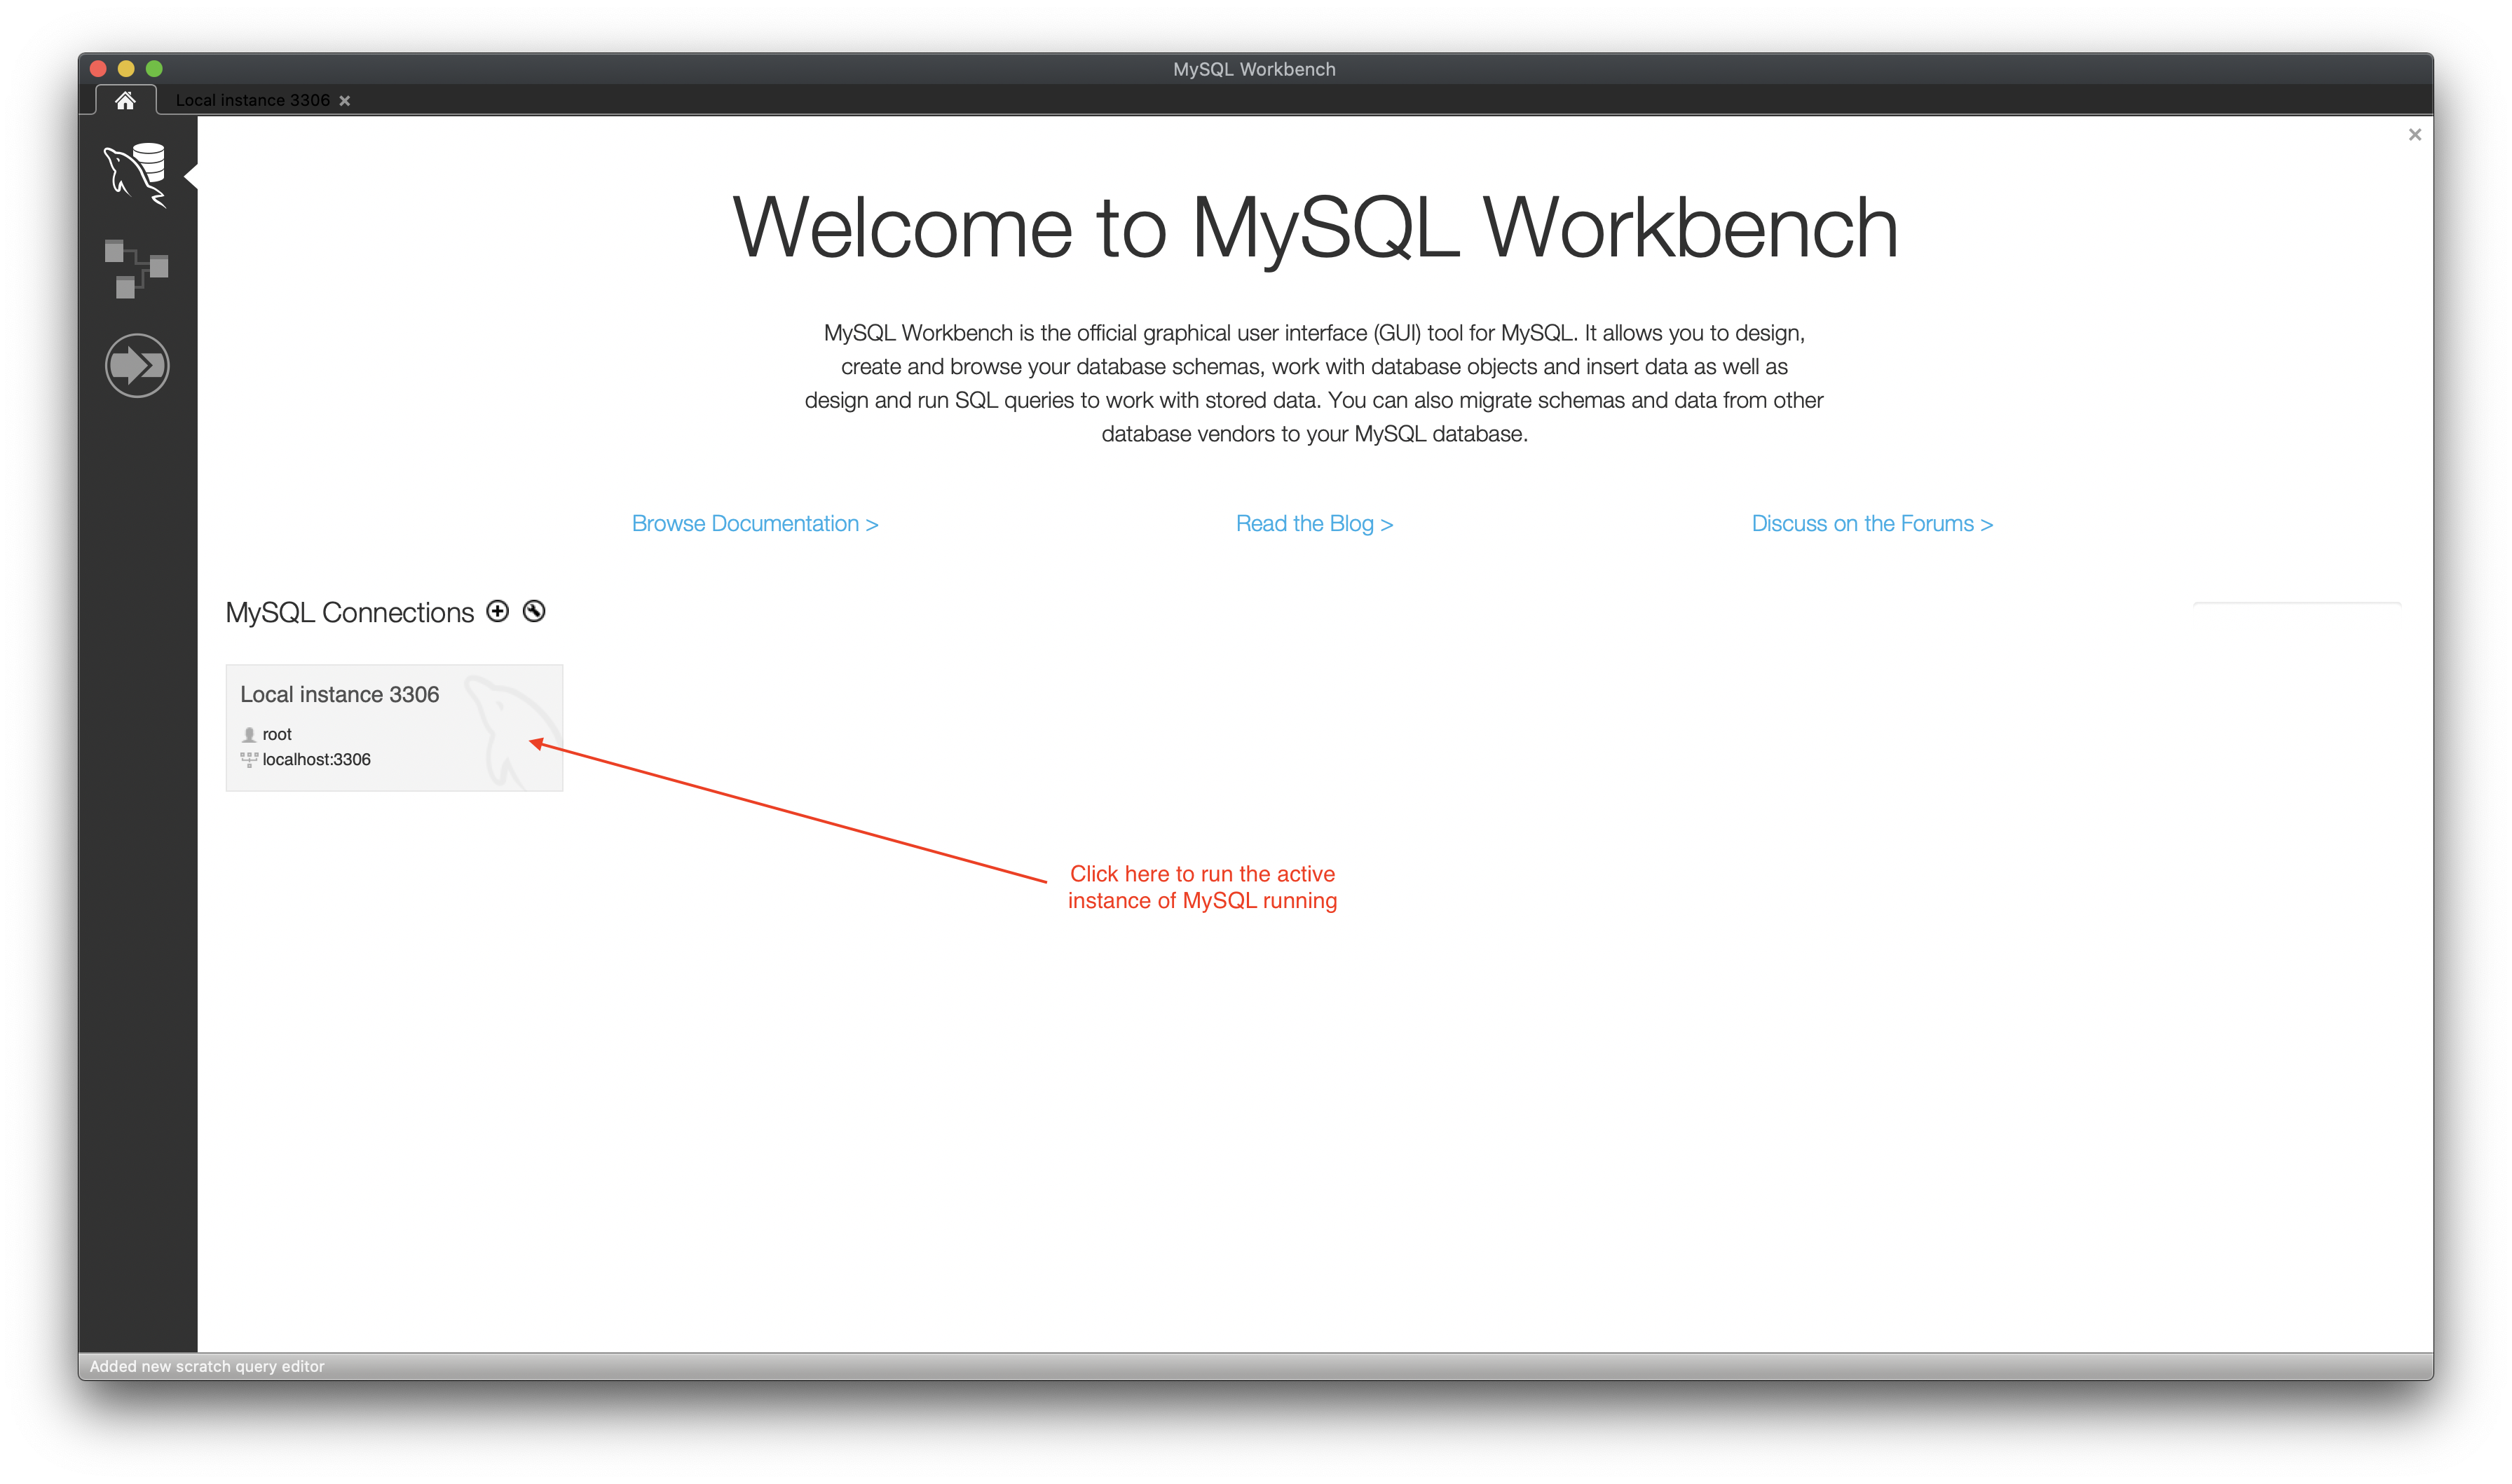 MySQL Workbench
Local instance 3306
Welcome to MySQL Workbench
MySQL Workbench is the official graphical user interface (GUI) tool for MySQL. It allows you to design,
create and browse your database schemas, work with database objects and insert data as well as
design and run SQL queries to work with stored data. You can also migrate schemas and data from other
database vendors to your MySQL database.
Browse Documentation >
Read the Blog >
Discuss on the Forums >
MySQL Connections
Local instance 3306
root
localhost:3306
Click here to run the active
instance of MySQL running
Added new scratch query editor